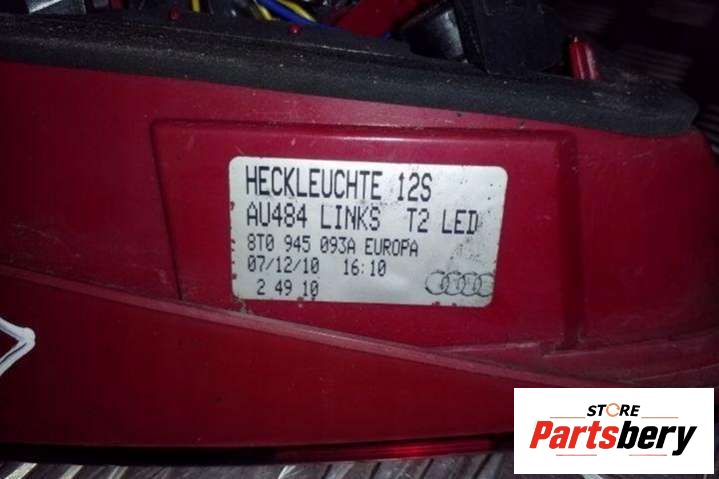 HECKLEUCHTE 12S
AU484 LINKS T2 LED
8T0 945 093A EUROPA
07/12/10 16:10
2 49 10
STORE
Partsbery